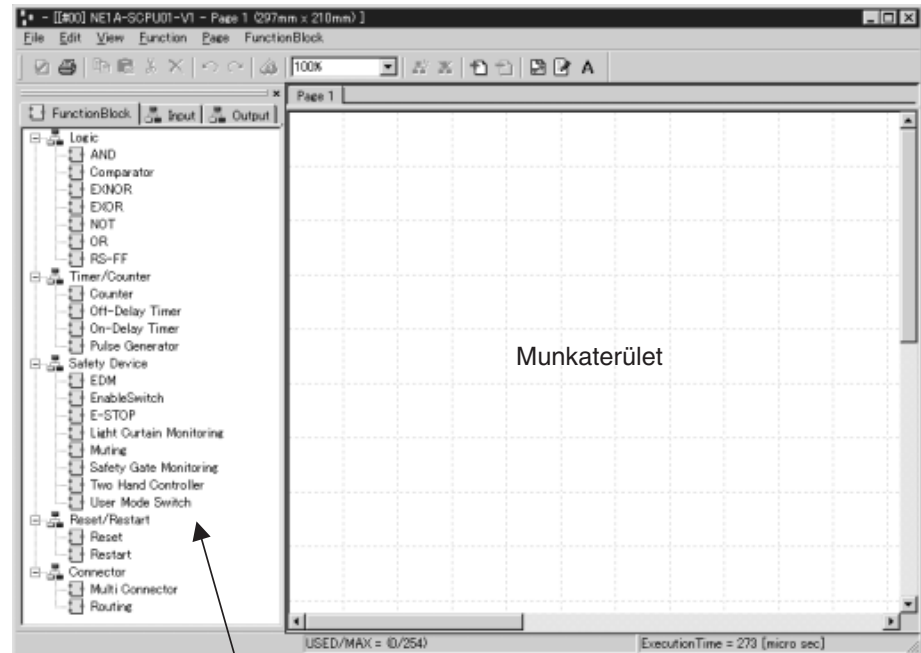 - [[#00] NE1A-SCPU01-V1 - Page 1 (297mm x 210mm) ]
File Edit View Function Page FunctionBlock
100% A
Page 1
FunctionBlock Input Output
Logic
AND
Comparator
EXNOR
EXOR
NOT
OR
RS-FF
Timer/Counter
Counter
Off-Delay Timer
On-Delay Timer
Pulse Generator
Safety Device
EDM
EnableSwitch
E-STOP
Light Curtain Monitoring
Muting
Safety Gate Monitoring
Two Hand Controller
User Mode Switch
Reset/Restart
Reset
Restart
Connector
Multi Connector
Routing
Munkaterület
USED/MAX = (0/254) ExecutionTime = 273 [micro sec]